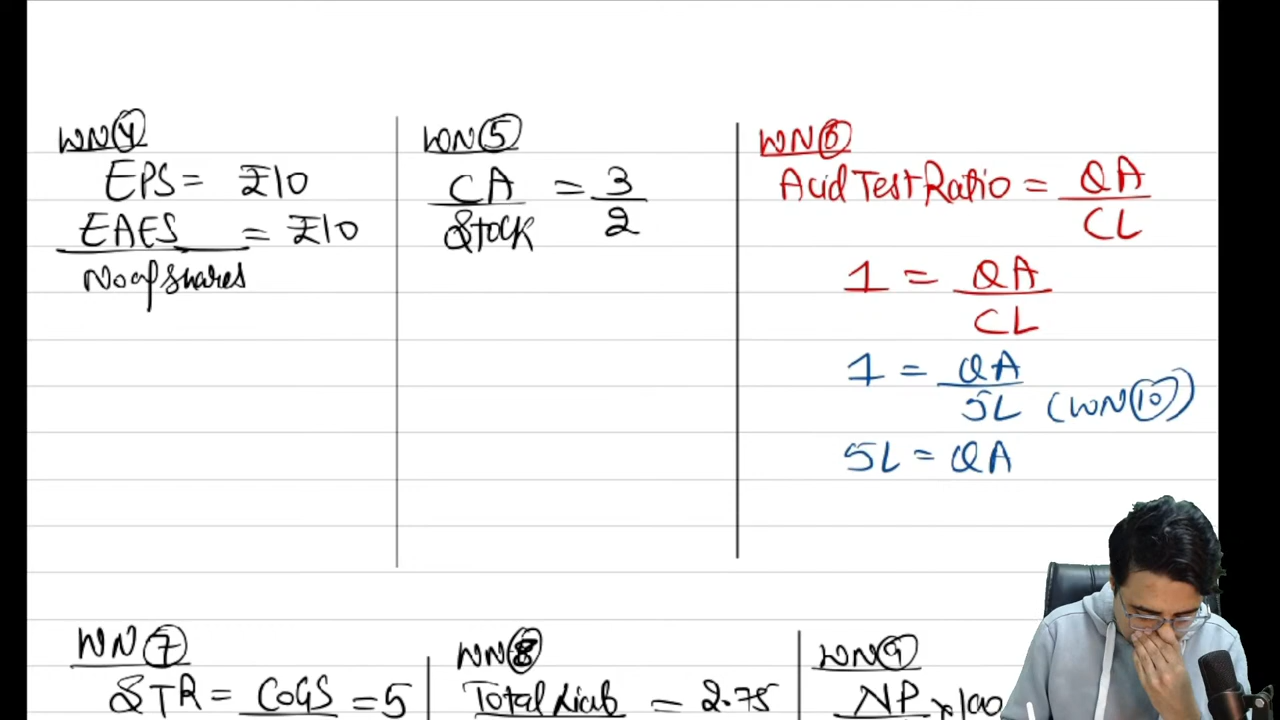 WN④
EPS = ₹10
EAES = ₹10
No of Shares
WN⑤
CA = 3
Stock 2
WN⑥
Acid Test Ratio = QA
CL
1 = QA
CL
1 = QA
5L (WN⑩)
5L = QA
WN⑦
STR = COGS = 5
WN⑧
Total Liab = 2.75
WN⑨
NP x100